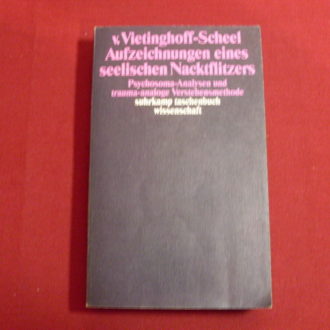 v. Vietinghoff-Scheel
Aufzeichnungen eines
seelischen Nacktflitzers
Psychosoma-Analysen und
trauma-analoge Verstehensmethode
suhrkamp taschenbuch
wissenschaft